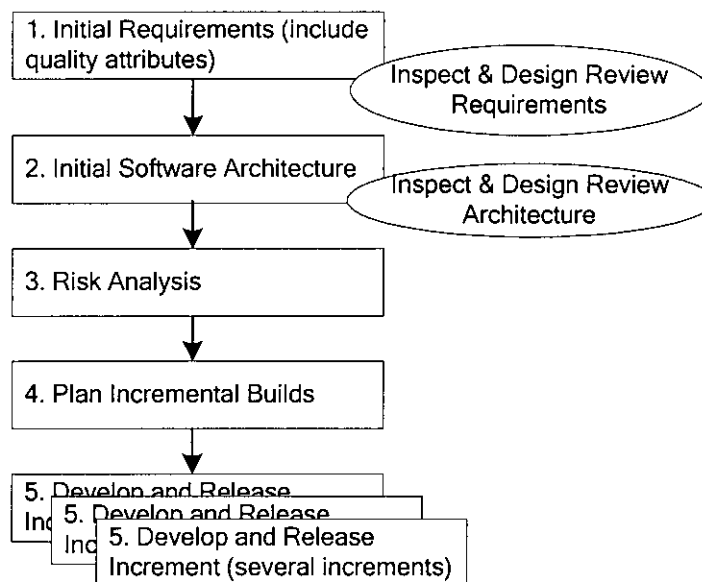 1. Initial Requirements (include
quality attributes)
Inspect & Design Review
Requirements
2. Initial Software Architecture
Inspect & Design Review
Architecture
3. Risk Analysis
4. Plan Incremental Builds
5. Develop and Release
Inc
5. Develop and Release
Inc
5. Develop and Release
Increment (several increments)